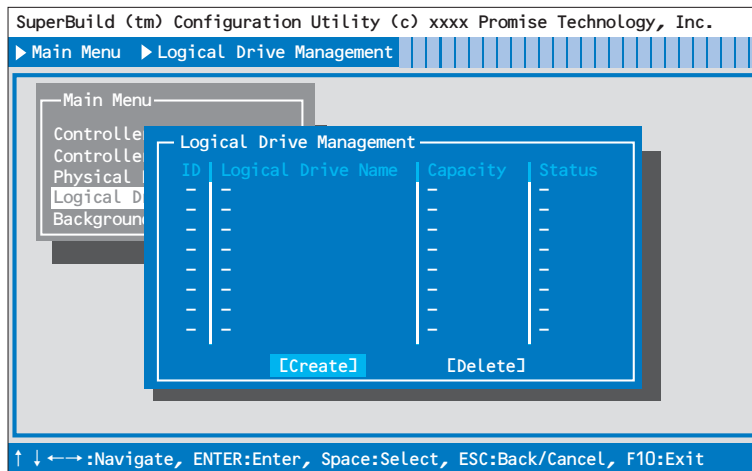 SuperBuild (tm) Configuration Utility (c) xxxx Promise Technology, Inc.
▶Main Menu ▶Logical Drive Management
Main Menu
Controlle
Controlle
Physical
Logical D
Backgroun
Logical Drive Management
ID Logical Drive Name Capacity Status
– – – –
– – – –
– – – –
– – – –
– – – –
– – – –
– – – –
– – – –
[Create] [Delete]
↑↓←→:Navigate, ENTER:Enter, Space:Select, ESC:Back/Cancel, F10:Exit